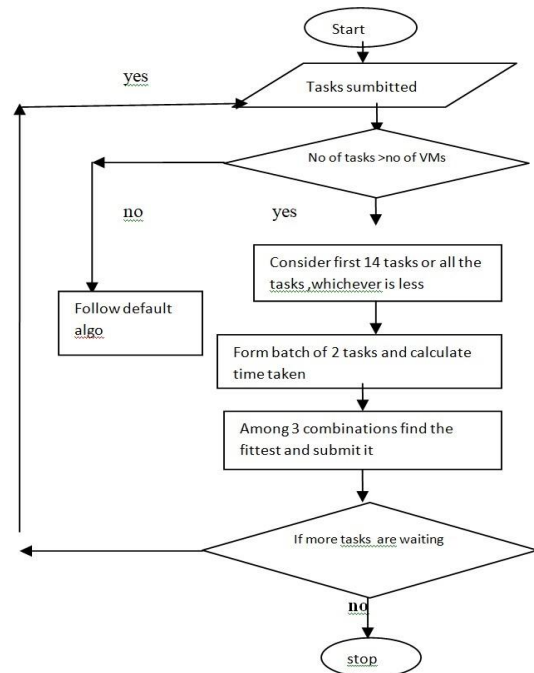 Start
yes
Tasks sumbitted
No of tasks >no of VMs
no
yes
Consider first 14 tasks or all the
tasks ,whichever is less
Follow default
algo
Form batch of 2 tasks and calculate
time taken
Among 3 combinations find the
fittest and submit it
If more tasks are waiting
no
stop